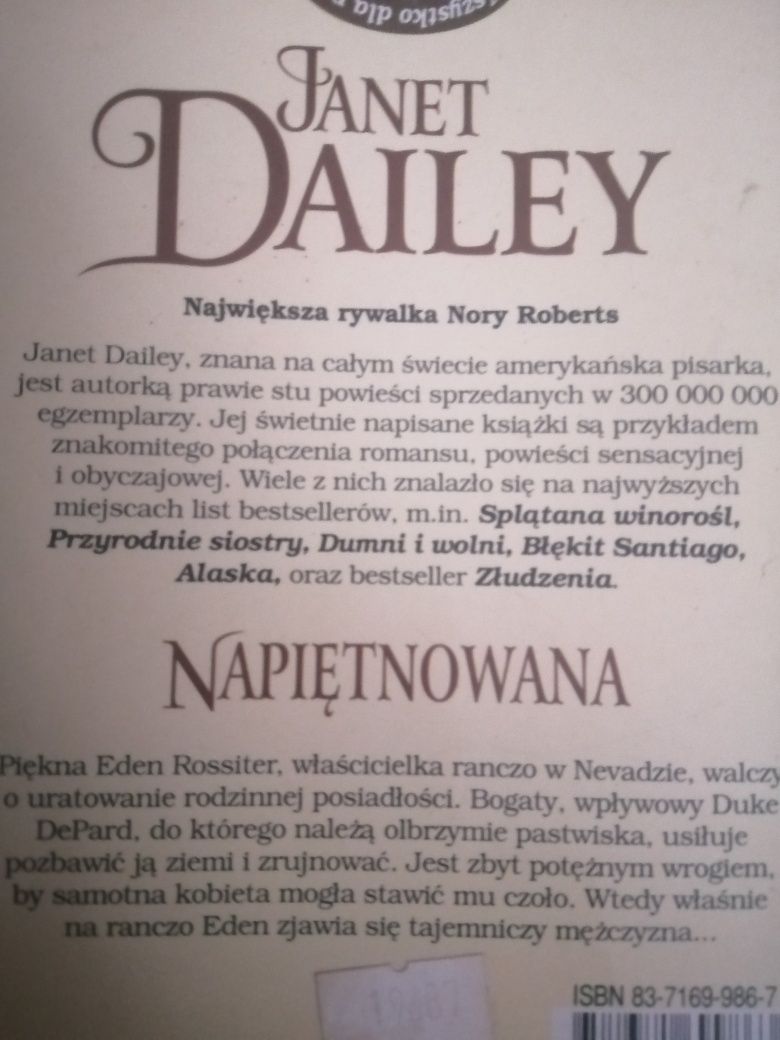 dla
JANET
DAILEY
Największa rywalka Nory Roberts
Janet Dailey, znana na całym świecie amerykańska pisarka,
jest autorką prawie stu powieści sprzedanych w 300 000 000
egzemplarzy. Jej świetnie napisane książki są przykładem
znakomitego połączenia romansu, powieści sensacyjnej
i obyczajowej. Wiele z nich znalazło się na najwyższych
miejscach list bestsellerów, m.in. Splątana winorośl,
Przyrodnie siostry, Dumni i wolni, Błękit Santiago,
Alaska, oraz bestseller Złudzenia.
NAPIĘTNOWANA
Piękna Eden Rossiter, właścicielka ranczo w Nevadzie, walczy
o uratowanie rodzinnej posiadłości. Bogaty, wpływowy Duke
DePard, do którego należą olbrzymie pastwiska, usiłuje
pozbawić ją ziemi i zrujnować. Jest zbyt potężnym wrogiem,
by samotna kobieta mogła stawić mu czoło. Wtedy właśnie
na ranczo Eden zjawia się tajemniczy mężczyzna...
ISBN 83-7169-986-7